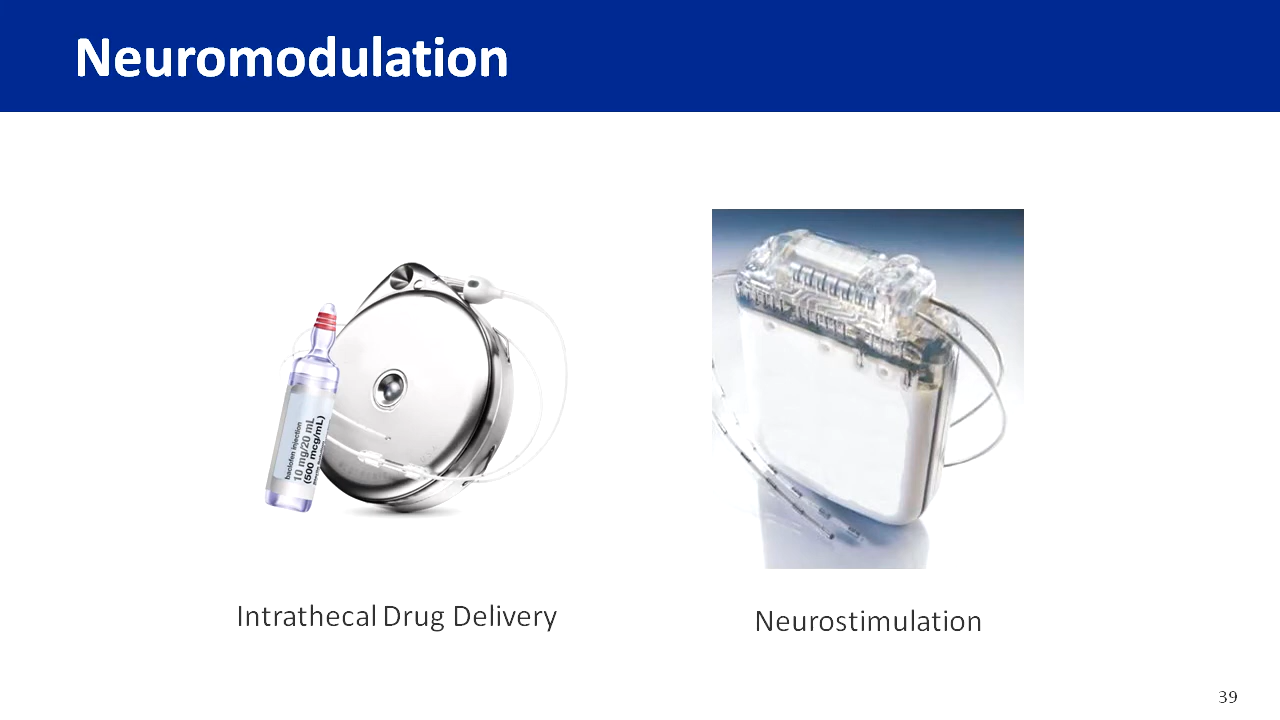 Neuromodulation
baclofen injection
10 mg/20 mL
(500 mcg/mL)
Intrathecal Drug Delivery
Neurostimulation
39